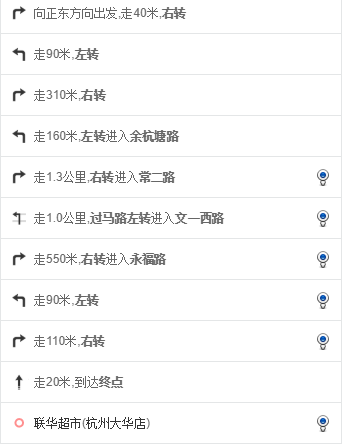 向正东方向出发,走40米,右转
走90米,左转
走310米,右转
走160米,左转进入余杭塘路
走1.3公里,右转进入常二路
走1.0公里,过马路左转进入文一西路
走550米,右转进入永福路
走90米,左转
走110米,右转
走20米,到达终点
联华超市(杭州大华店)